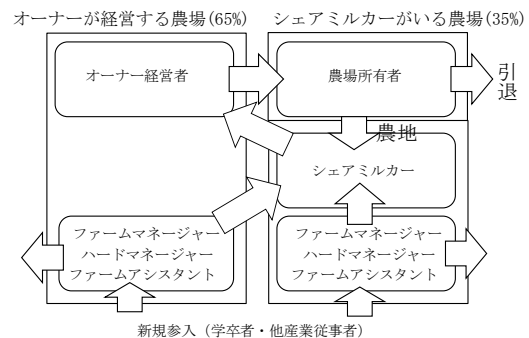 オーナーが経営する農場(65%)
シェアミルカーがいる農場(35%)
オーナー経営者
農場所有者
引退
農地
シェアミルカー
ファームマネージャー
ハードマネージャー
ファームアシスタント
ファームマネージャー
ハードマネージャー
ファームアシスタント
新規参入(学卒者・他産業従事者)